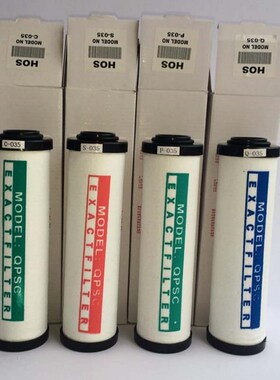 HOS
MODEL NO
C-035
HOS
MODEL NO
S-035
HOS
MODEL NO
P-035
HOS
MODEL NO
Q-035
C-035
MODEL: QPSC
EXACTFILTER
S-035
MODEL: QPSC
EXACTFILTER
P-035
MODEL: QPSC
EXACTFILTER
Q-035
MODEL: QPSC
EXACTFILTER